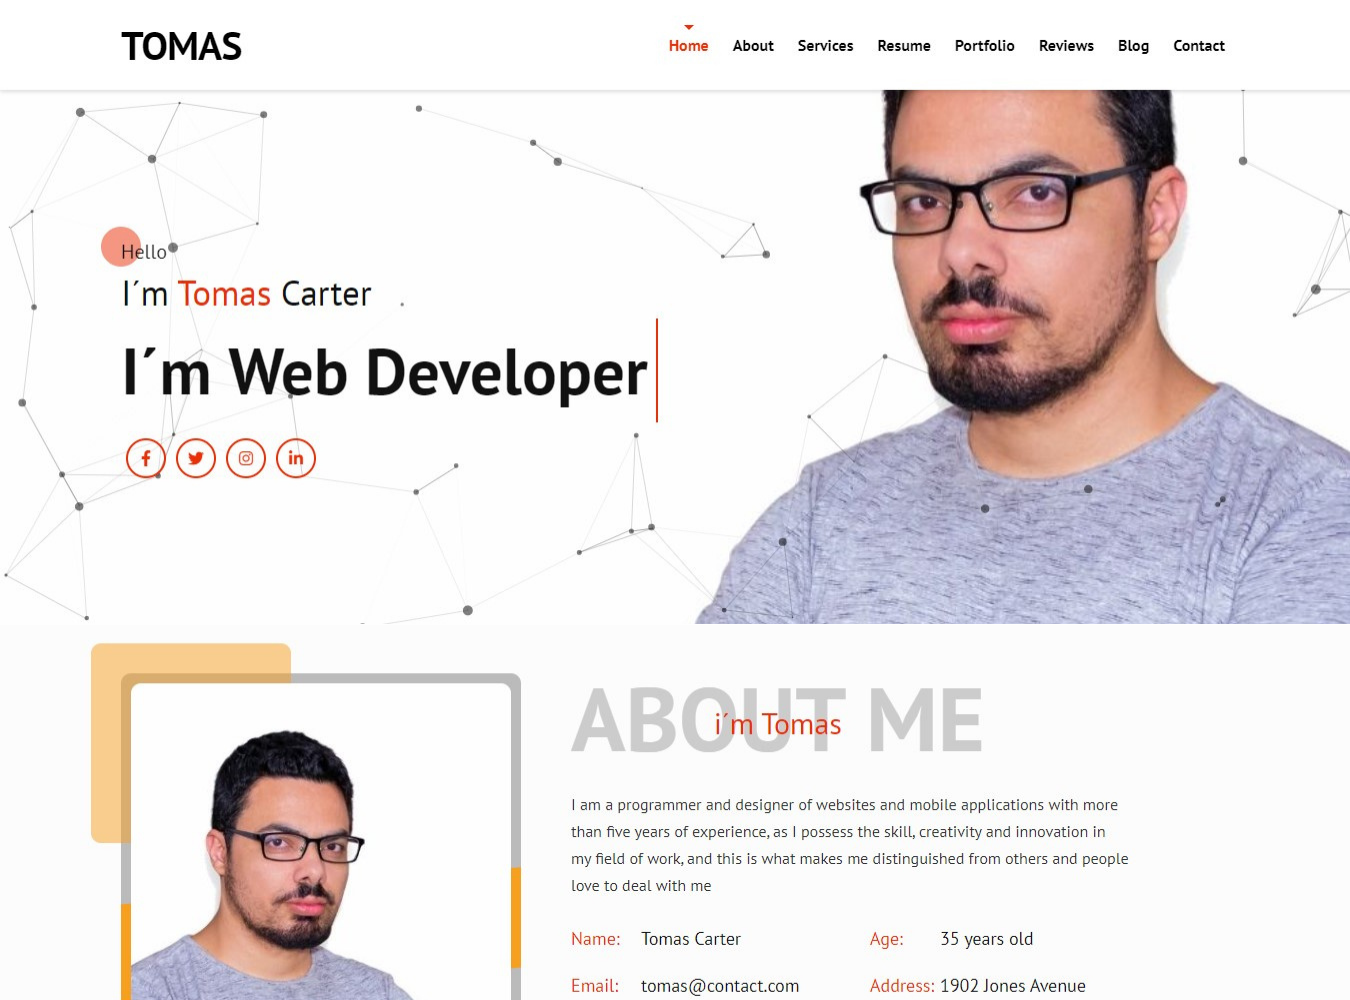 TOMAS
Home About Services Resume Portfolio Reviews Blog Contact
Hello
I´m Tomas Carter
I´m Web Developer
ABOUT ME
i´m Tomas
I am a programmer and designer of websites and mobile applications with more
than five years of experience, as I possess the skill, creativity and innovation in
my field of work, and this is what makes me distinguished from others and people
love to deal with me
Name: Tomas Carter Age: 35 years old
Email: tomas@contact.com Address: 1902 Jones Avenue